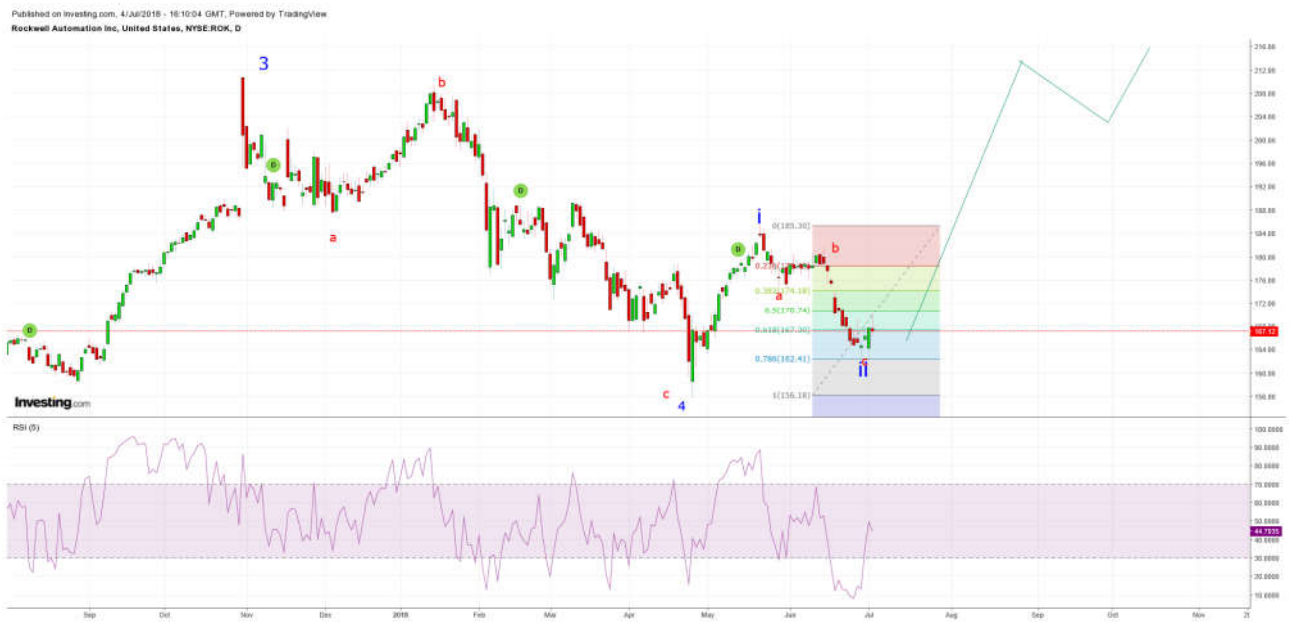 Published on Investing.com, 4/Jul/2018 - 16:10:04 GMT, Powered by TradingView
Rockwell Automation Inc, United States, NYSE:ROK, D
216.00
3
212.00
b
208.00
204.00
D
200.00
196.00
D
192.00
188.00
a
i
0(185.30)
184.00
D
b
180.00
176.00
a
0.382(174.18)
172.00
0.5(170.74)
D
0.618(167.30)
167.12
164.00
c
ii
0.786(162.41)
160.00
c
4
1(156.18)
156.00
Investing.com
RSI (5)
100.0000
90.0000
80.0000
70.0000
60.0000
50.0000
44.7935
40.0000
30.0000
20.0000
10.0000
Sep Oct Nov Dec 2018 Feb Mar Apr May Jun Jul Aug Sep Oct Nov